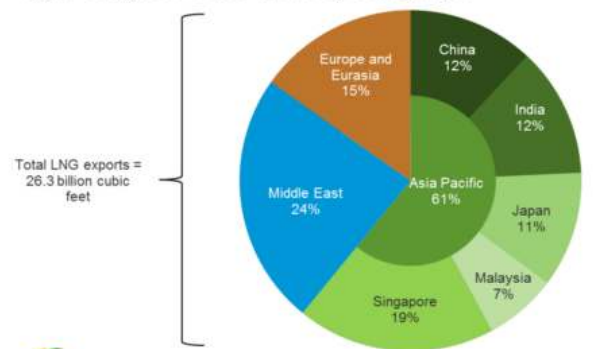 China
12%
Europe and
Eurasia
15%
India
12%
Total LNG exports =
26.3 billion cubic
feet
Middle East
24%
Asia Pacific
61%
Japan
11%
Malaysia
7%
Singapore
19%